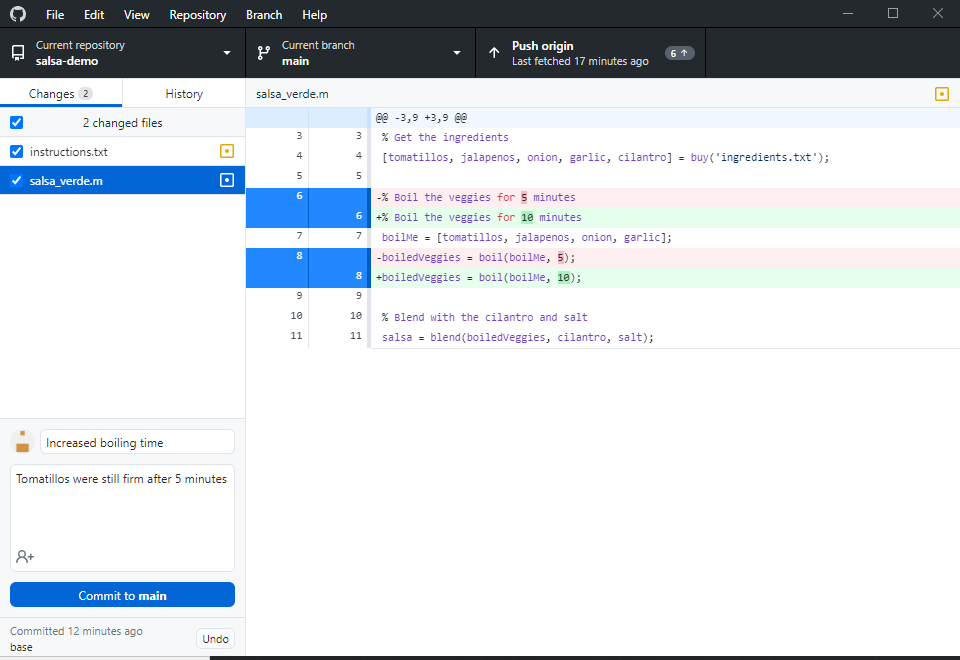 File Edit View Repository Branch Help
Current repository
salsa-demo
Current branch
main
Push origin
Last fetched 17 minutes ago
6
Changes 2
History
2 changed files
instructions.txt
salsa_verde.m
salsa_verde.m
@@ -3,9 +3,9 @@
3 3 % Get the ingredients
4 4 [tomatillos, jalapenos, onion, garlic, cilantro] = buy('ingredients.txt');
5 5
6 -% Boil the veggies for 5 minutes
6 +% Boil the veggies for 10 minutes
7 7 boilMe = [tomatillos, jalapenos, onion, garlic];
8 -boiledVeggies = boil(boilMe, 5);
8 +boiledVeggies = boil(boilMe, 10);
9 9
10 10 % Blend with the cilantro and salt
11 11 salsa = blend(boiledVeggies, cilantro, salt);
Increased boiling time
Tomatillos were still firm after 5 minutes
Commit to main
Committed 12 minutes ago
base
Undo